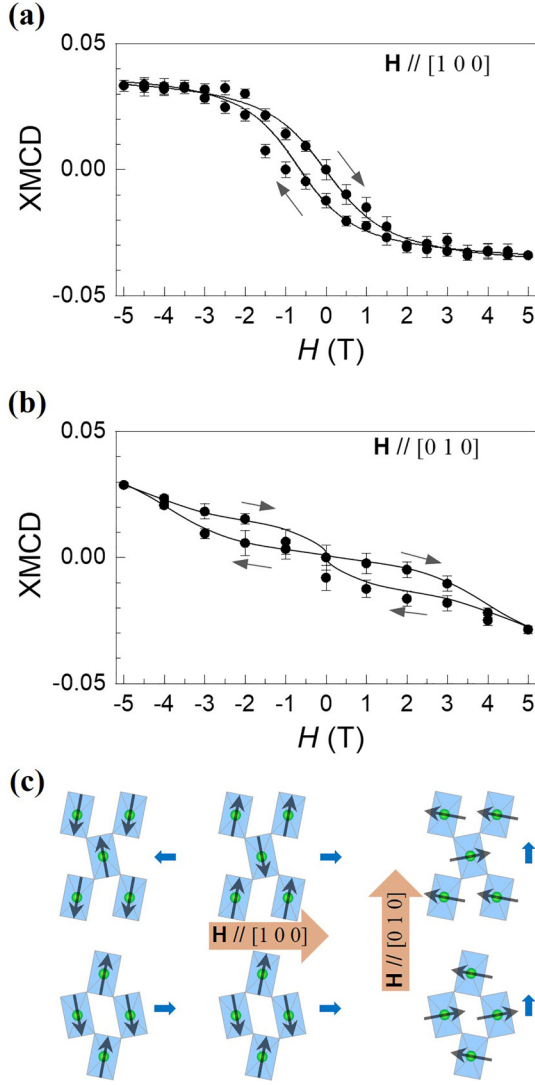 (a)
0.05
H // [1 0 0]
XMCD
0.00
-0.05
-5 -4 -3 -2 -1 0 1 2 3 4 5
H (T)
(b)
0.05
H // [0 1 0]
XMCD
0.00
-0.05
-5 -4 -3 -2 -1 0 1 2 3 4 5
H (T)
(c)
H // [1 0 0]
H // [0 1 0]